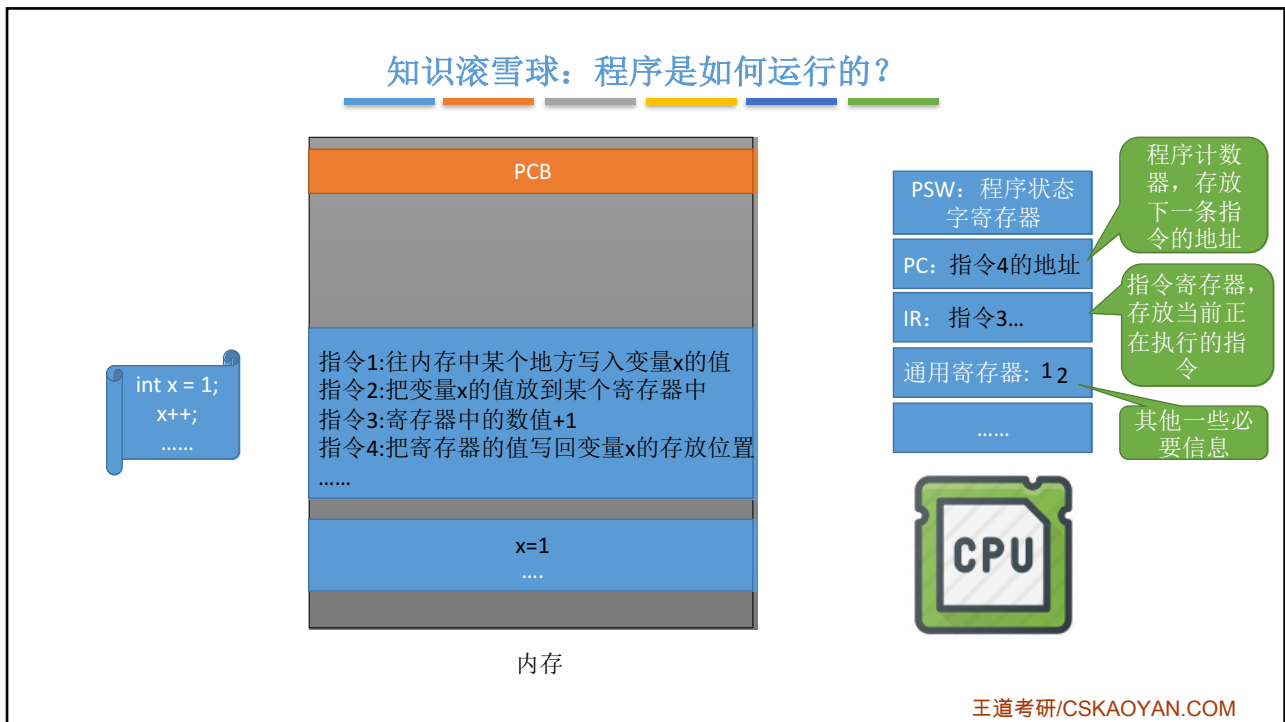 知识滚雪球：程序是如何运行的？
PCB
指令1:往内存中某个地方写入变量x的值
指令2:把变量x的值放到某个寄存器中
指令3:寄存器中的数值+1
指令4:把寄存器的值写回变量x的存放位置
......
x=1
....
内存
int x = 1;
x++;
......
PSW：程序状态
字寄存器
PC：指令4的地址
IR： 指令3...
通用寄存器: 1 2
......
程序计数
器，存放
下一条指
令的地址
指令寄存器，
存放当前正
在执行的指
令
其他一些必
要信息
CPU
王道考研/CSKAOYAN.COM